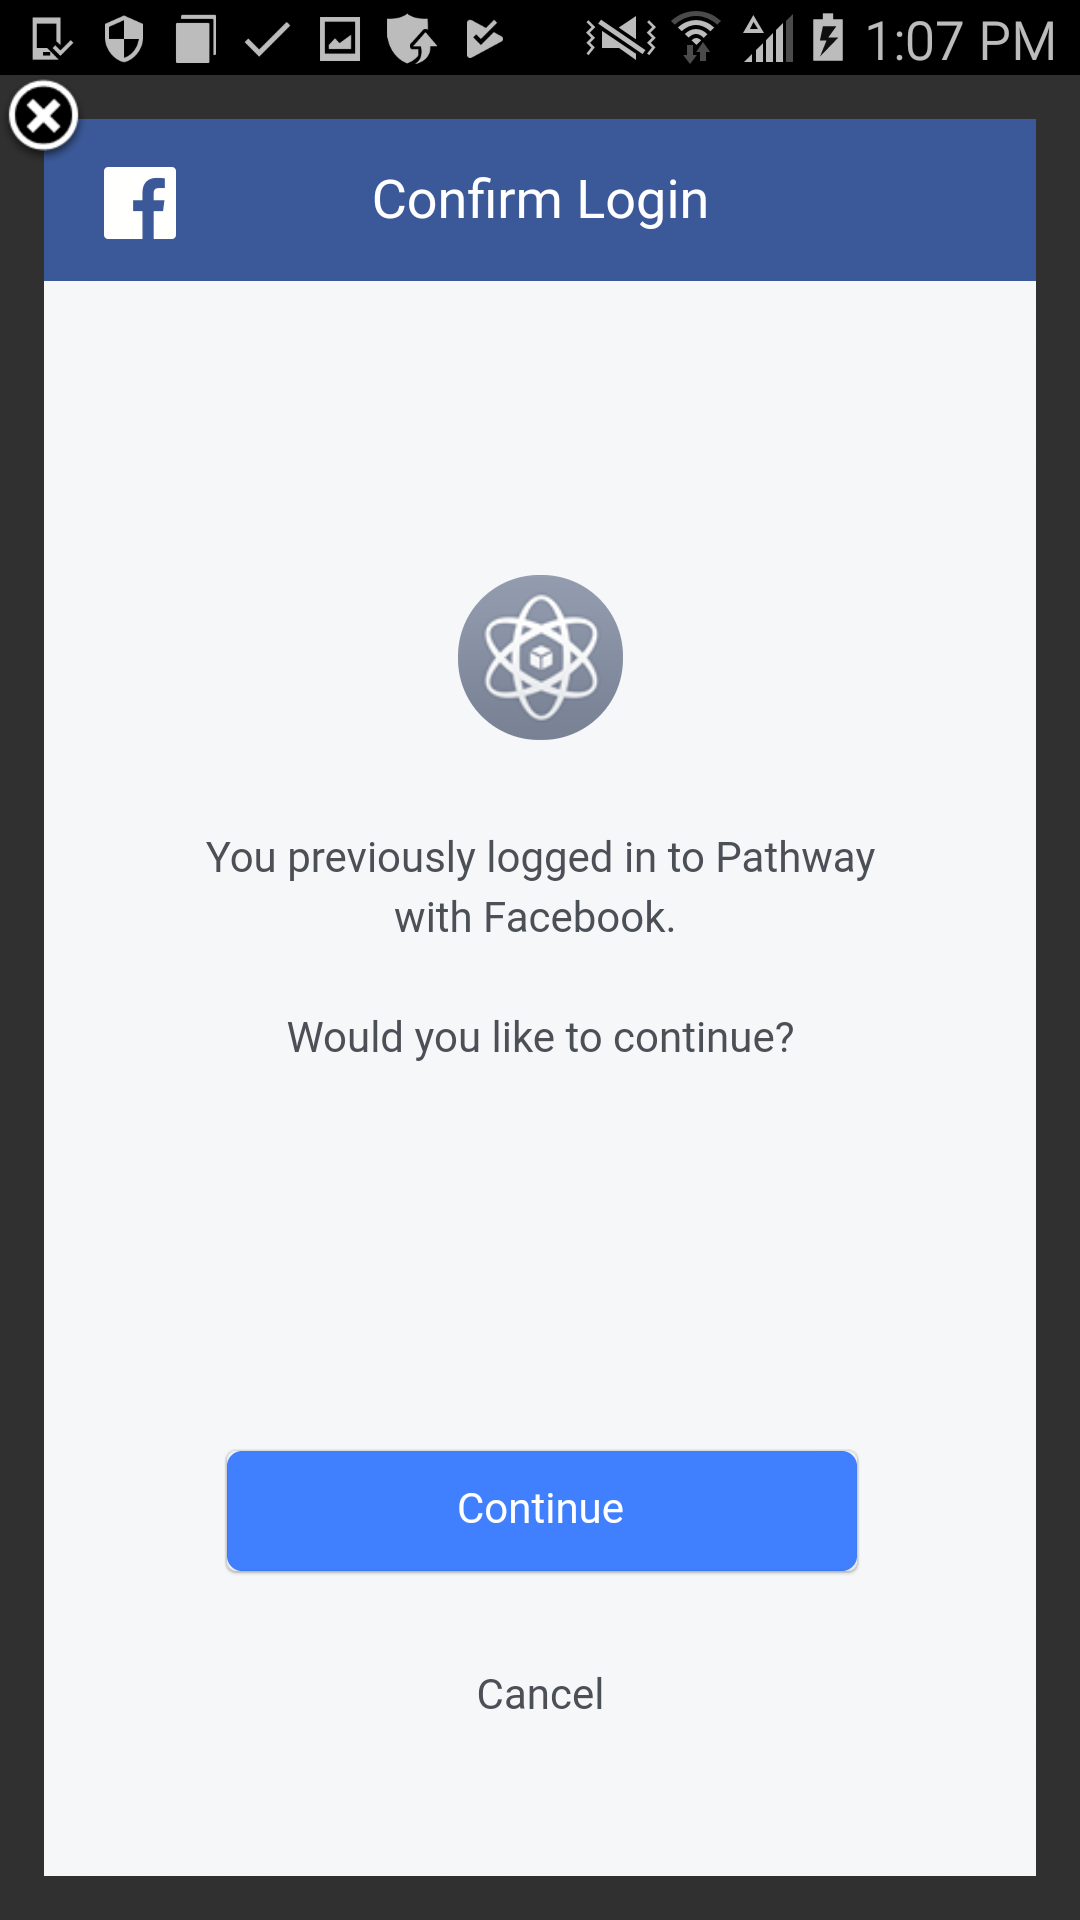 1:07 PM
Confirm Login
You previously logged in to Pathway
with Facebook.
Would you like to continue?
Continue
Cancel